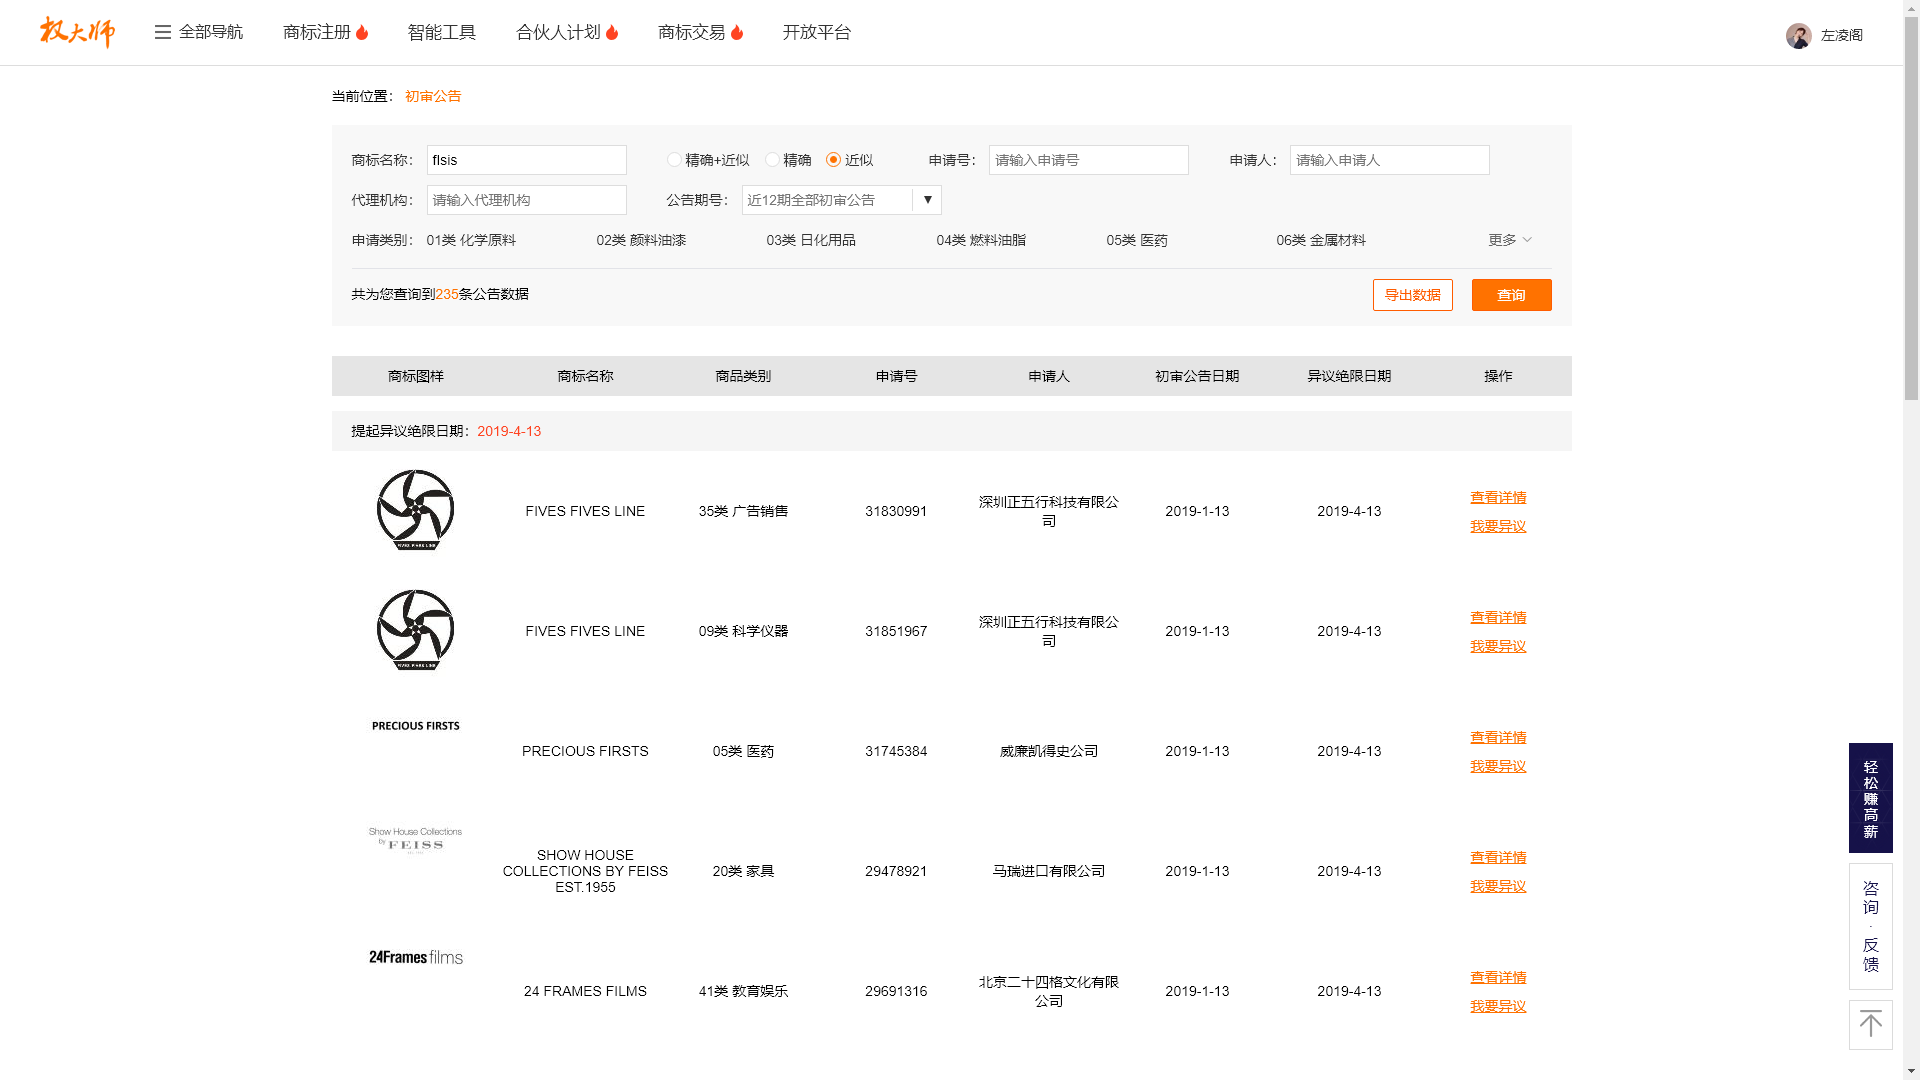 权大师 全部导航 商标注册 智能工具 合伙人计划 商标交易 开放平台 左凌阁
当前位置： 初审公告
商标名称： flsis 精确+近似 精确 近似 申请号： 请输入申请号 申请人： 请输入申请人
代理机构： 请输入代理机构 公告期号： 近12期全部初审公告 ▼
申请类别： 01类 化学原料 02类 颜料油漆 03类 日化用品 04类 燃料油脂 05类 医药 06类 金属材料 更多
共为您查询到235条公告数据 导出数据 查询
商标图样 商标名称 商品类别 申请号 申请人 初审公告日期 异议绝限日期 操作
提起异议绝限日期：2019-4-13
FIVES FIVES LINE
FIVES FIVES LINE 35类 广告销售 31830991 深圳正五行科技有限公
司 2019-1-13 2019-4-13 查看详情
我要异议
FIVES FIVES LINE
FIVES FIVES LINE 09类 科学仪器 31851967 深圳正五行科技有限公
司 2019-1-13 2019-4-13 查看详情
我要异议
PRECIOUS FIRSTS
PRECIOUS FIRSTS 05类 医药 31745384 威廉凯得史公司 2019-1-13 2019-4-13 查看详情
我要异议
Show House Collections
by FEISS
SHOW HOUSE
COLLECTIONS BY FEISS
EST.1955 20类 家具 29478921 马瑞进口有限公司 2019-1-13 2019-4-13 查看详情
我要异议
24Frames films
24 FRAMES FILMS 41类 教育娱乐 29691316 北京二十四格文化有限
公司 2019-1-13 2019-4-13 查看详情
我要异议
轻松赚高薪
咨询·反馈